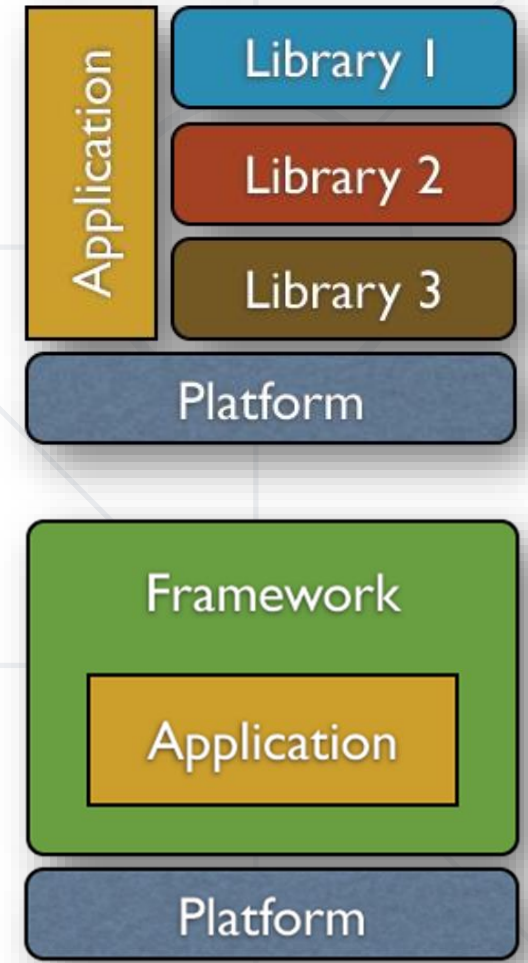 Application
Library 1
Library 2
Library 3
Platform
Framework
Application
Platform